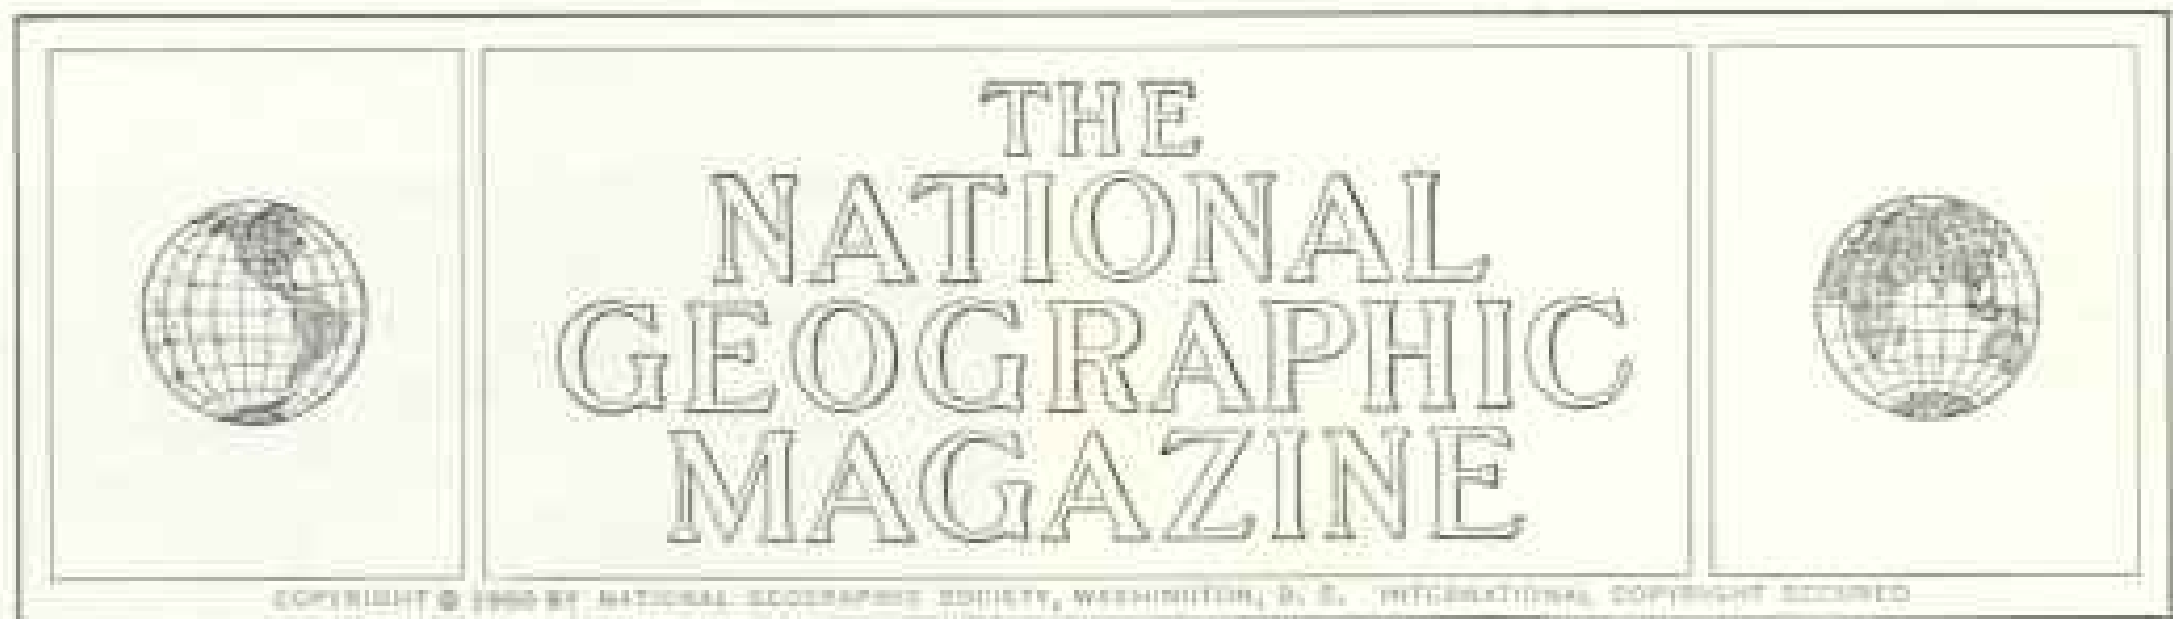 THE
NATIONAL
GEOGRAPHIC
MAGAZINE
COPYRIGHT © BY NATIONAL GEOGRAPHIC SOCIETY, WASHINGTON, D. C. INTERNATIONAL COPYRIGHT SECURED